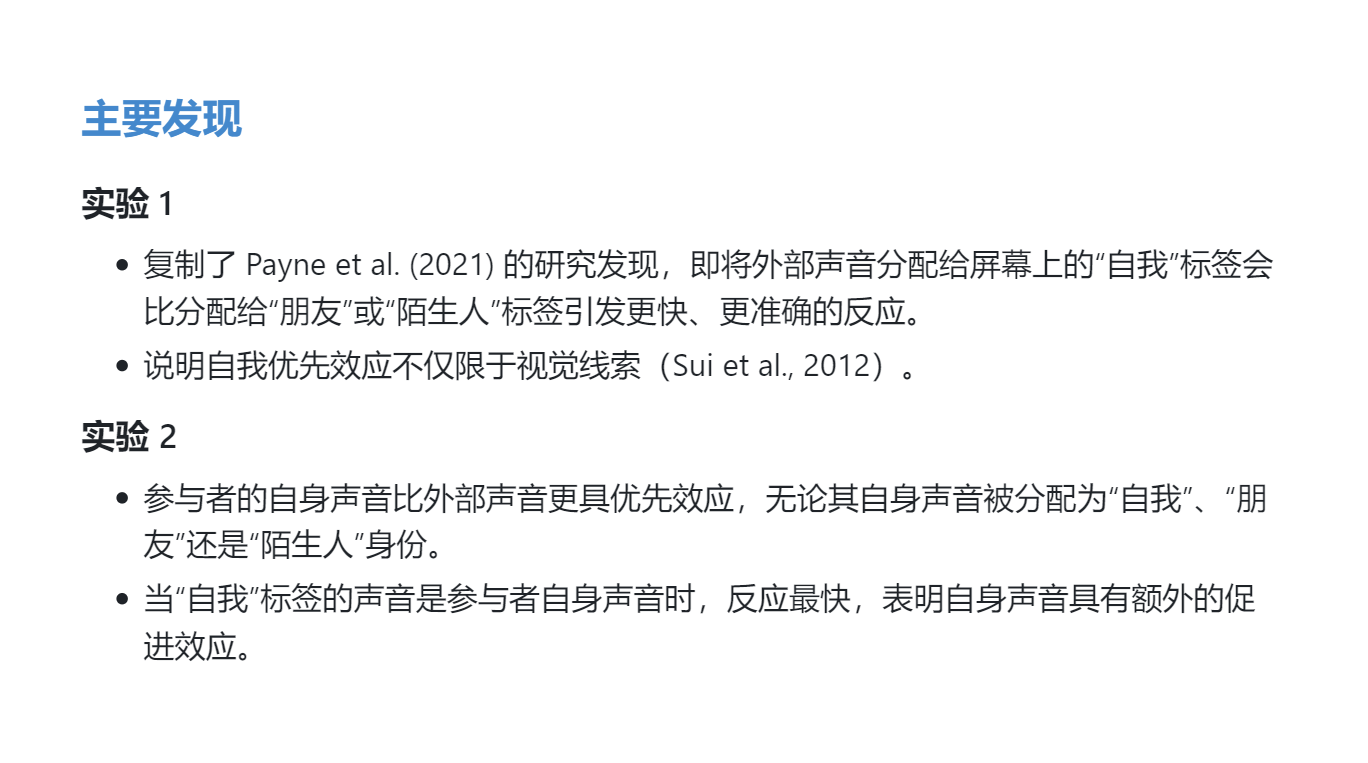 主要发现
实验 1
• 复制了 Payne et al. (2021) 的研究发现，即将外部声音分配给屏幕上的“自我”标签会
比分配给“朋友”或“陌生人”标签引发更快、更准确的反应。
• 说明自我优先效应不仅限于视觉线索（Sui et al., 2012）。
实验 2
• 参与者的自身声音比外部声音更具优先效应，无论其自身声音被分配为“自我”、“朋
友”还是“陌生人”身份。
• 当“自我”标签的声音是参与者自身声音时，反应最快，表明自身声音具有额外的促
进效应。